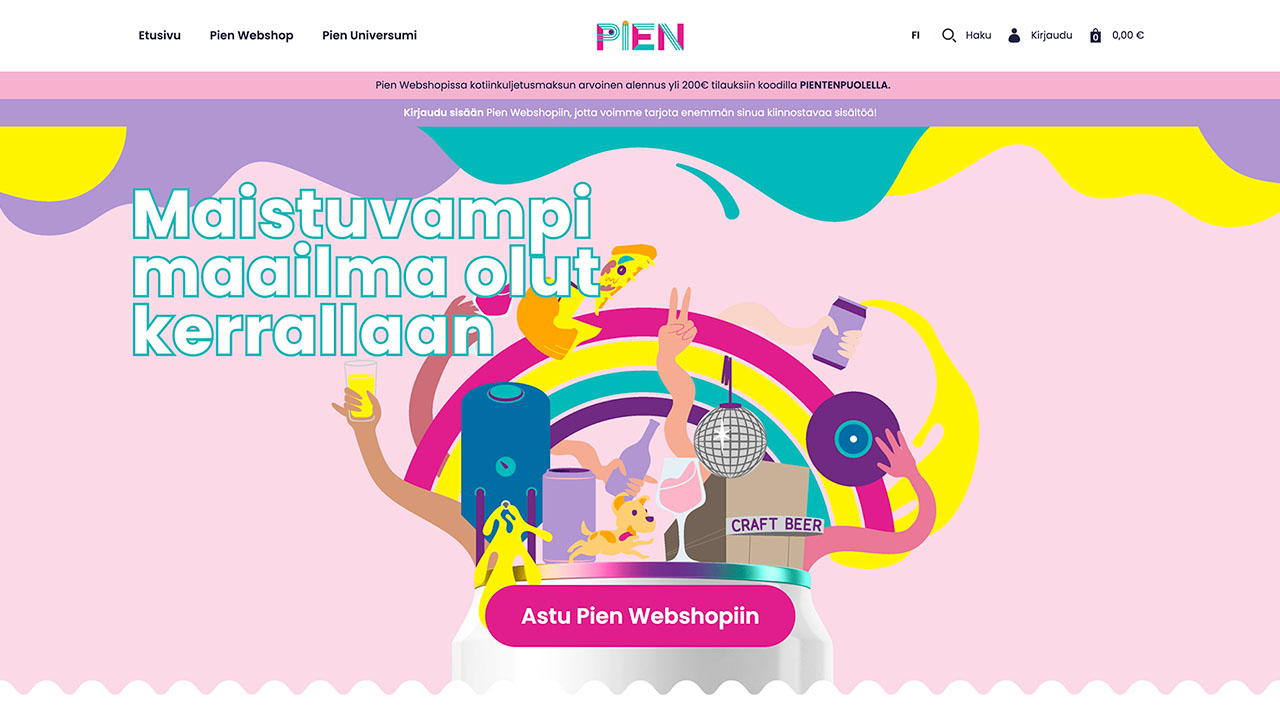 Etusivu Pien Webshop Pien Universumi PIEN FI Haku Kirjaudu 0 0,00 €
Pien Webshopissa kotiinkuljetusmaksun arvoinen alennus yli 200€ tilauksiin koodilla PIENTENPUOLELLA.
Kirjaudu sisään Pien Webshopiin, jotta voimme tarjota enemmän sinua kiinnostavaa sisältöä!
Maistuvampi
maailma olut
kerrallaan
CRAFT BEER
Astu Pien Webshopiin